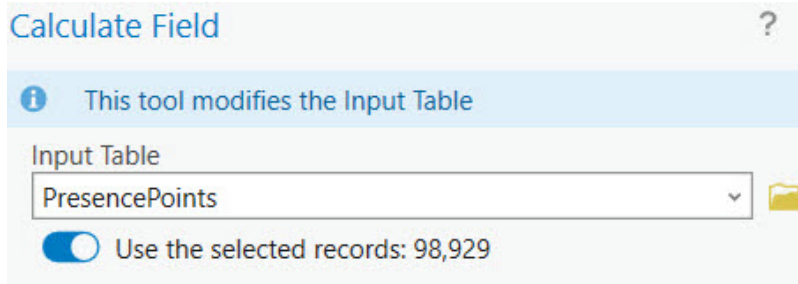 Calculate Field ?
This tool modifies the Input Table
Input Table
PresencePoints
Use the selected records: 98,929